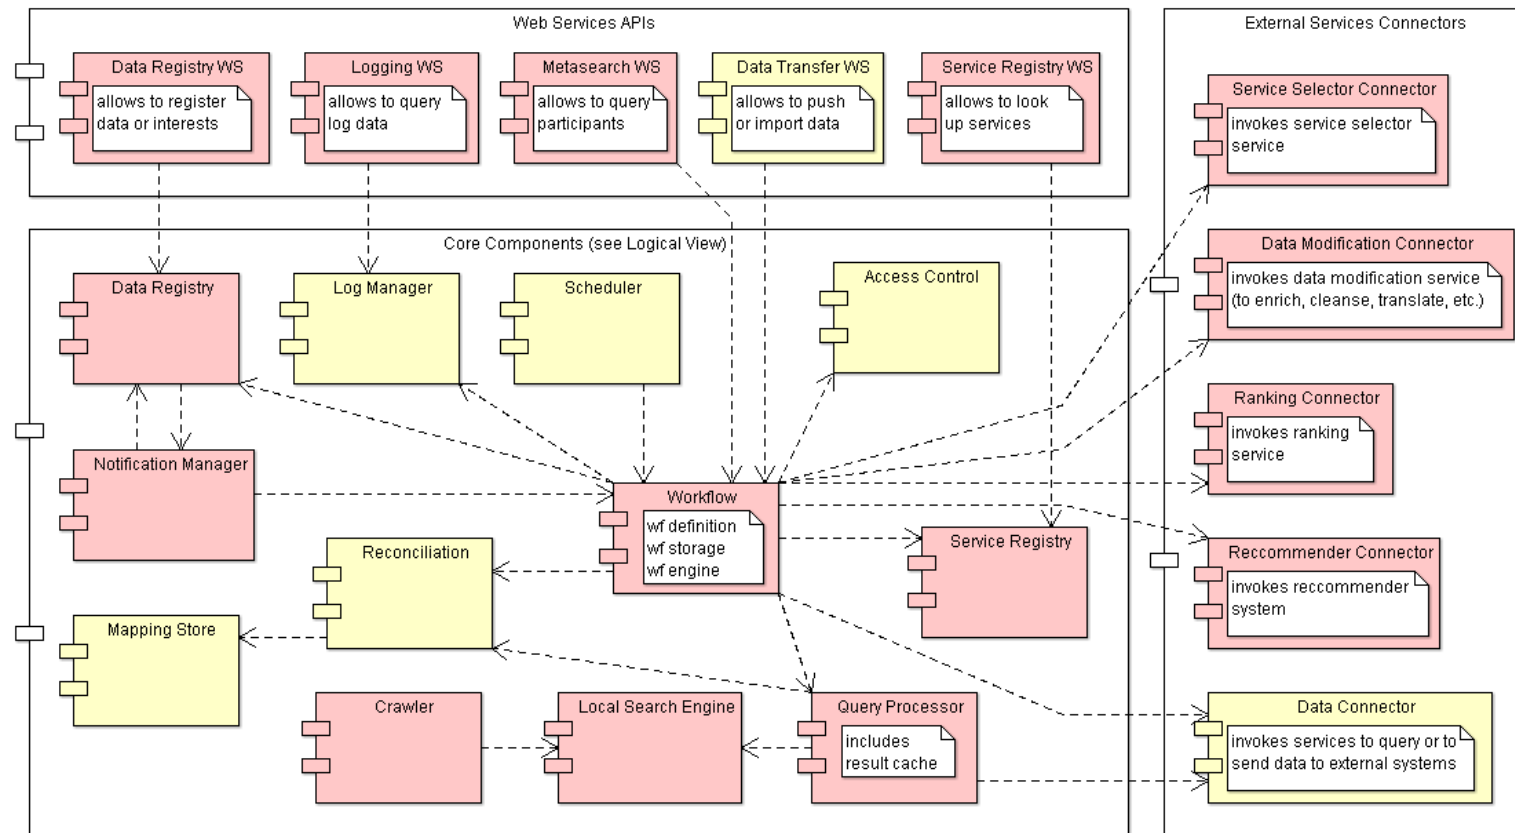 Web Services APIs
Data Registry WS
allows to register
data or interests
Logging WS
allows to query
log data
Metasearch WS
allows to query
participants
Data Transfer WS
allows to push
or import data
Service Registry WS
allows to look
up services
External Services Connectors
Service Selector Connector
invokes service selector
service
Data Modification Connector
invokes data modification service
(to enrich, cleanse, translate, etc.)
Ranking Connector
invokes ranking
service
Reccommender Connector
invokes reccommender
system
Data Connector
invokes services to query or to
send data to external systems
Core Components (see Logical View)
Data Registry
Log Manager
Scheduler
Access Control
Notification Manager
Workflow
wf definition
wf storage
wf engine
Service Registry
Reconciliation
Mapping Store
Crawler
Local Search Engine
Query Processor
includes
result cache